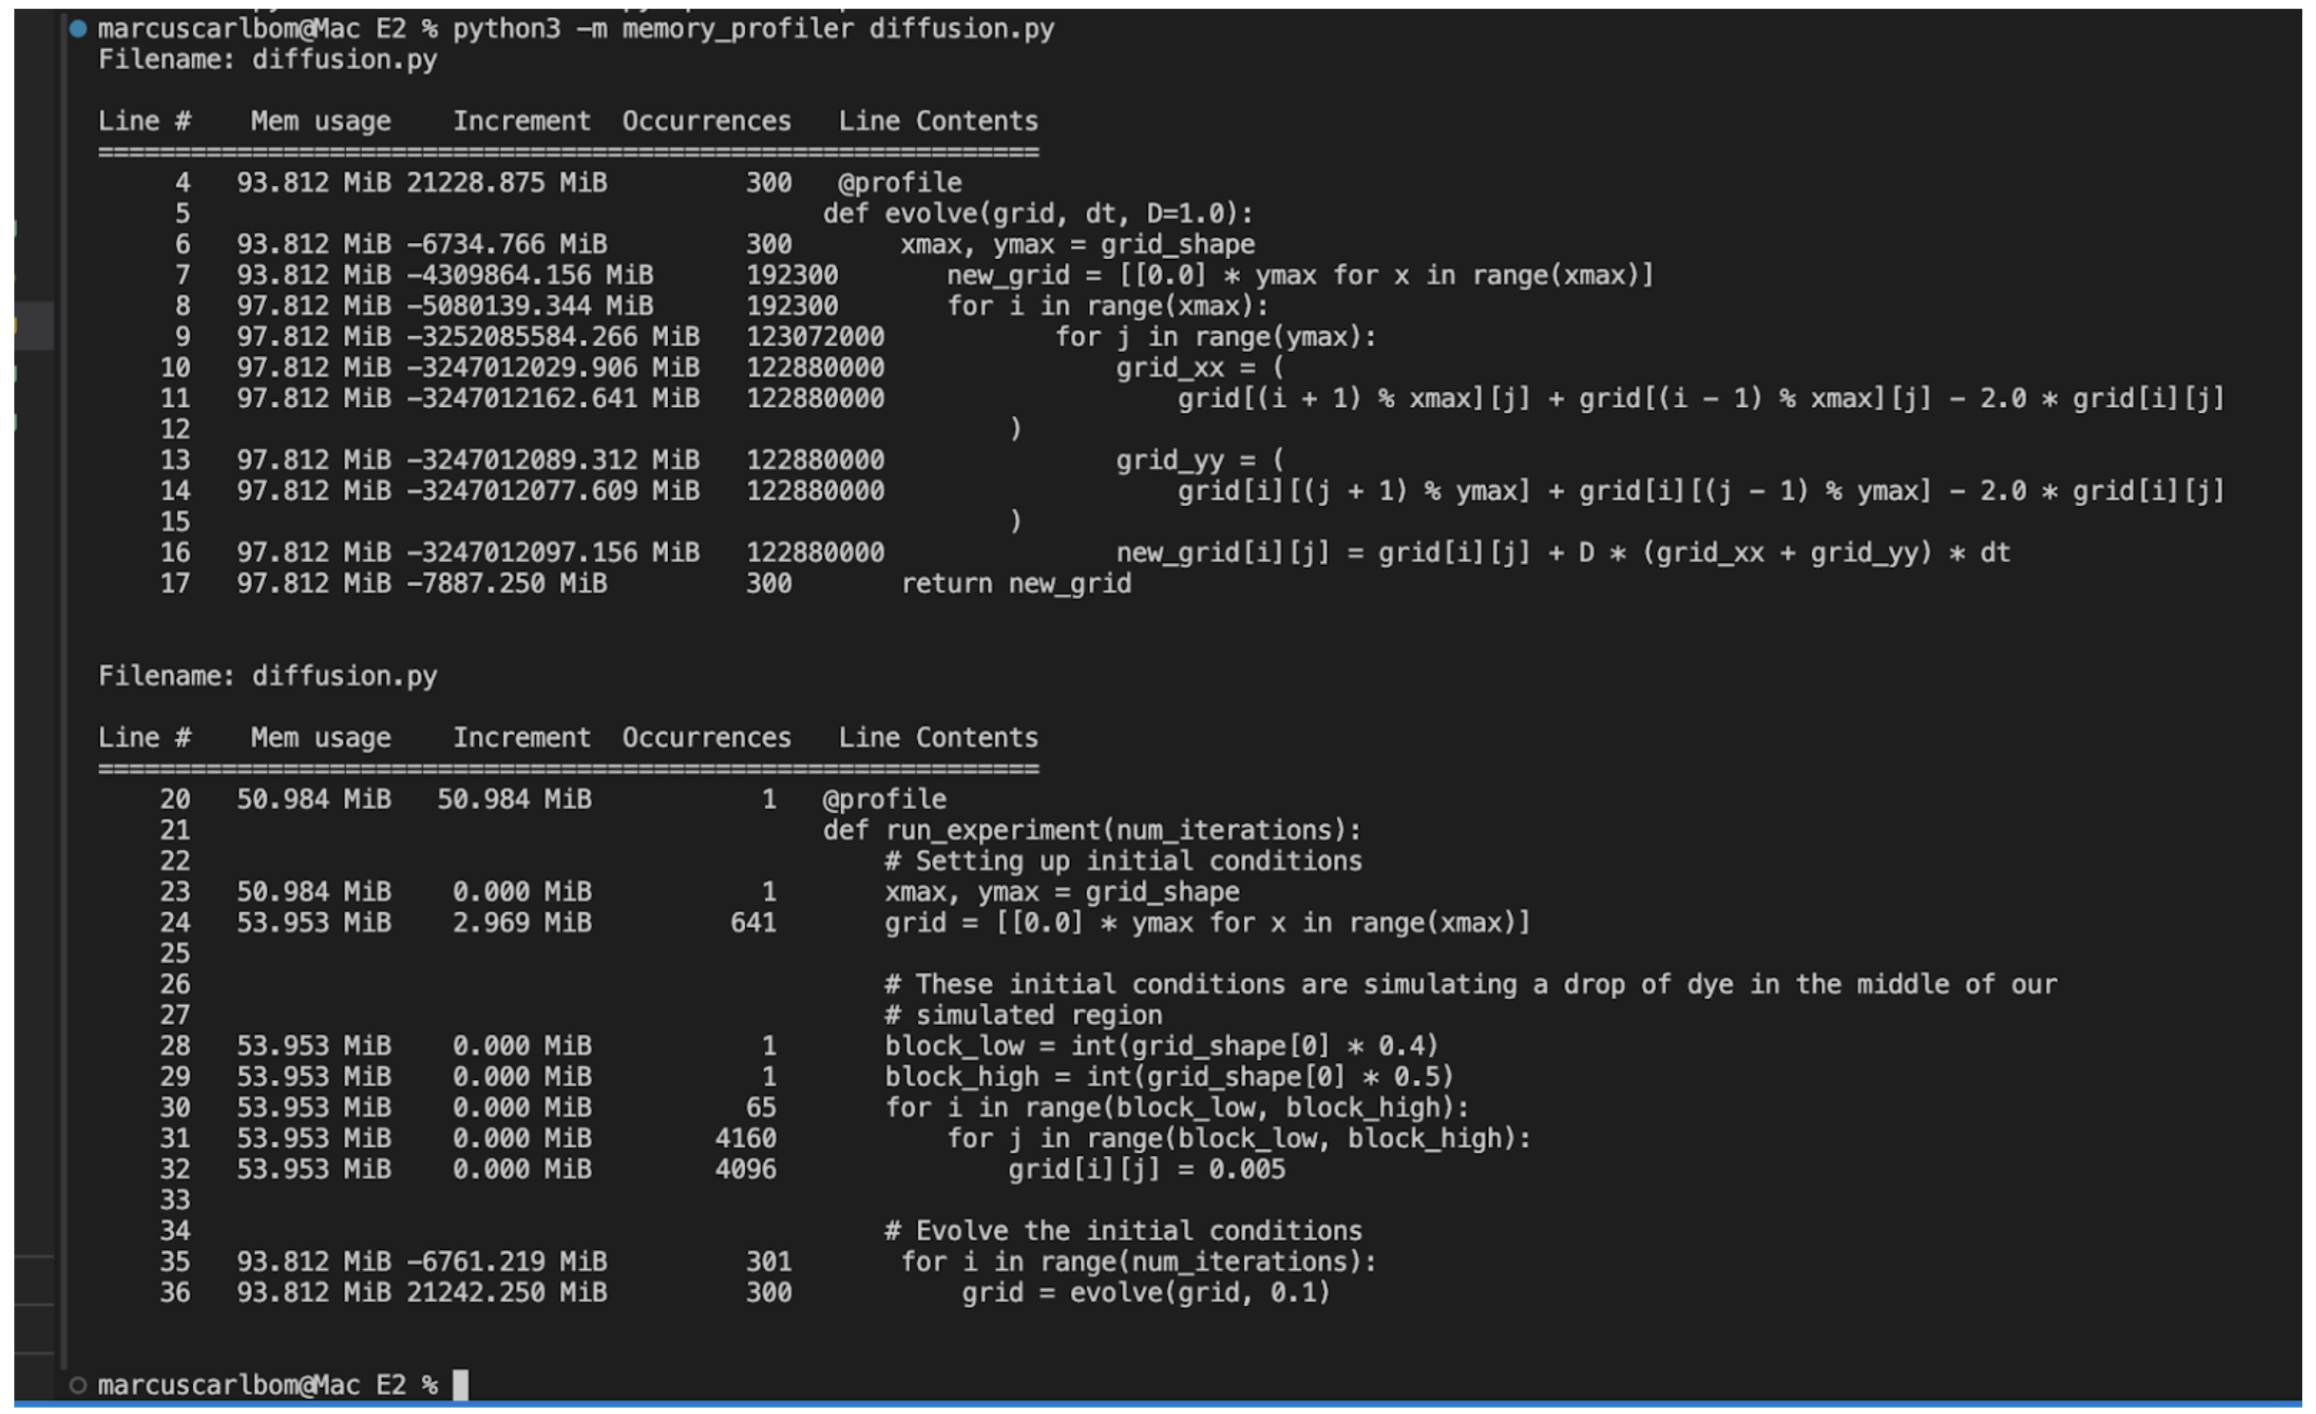 marcuscarlbom@Mac E2 % python3 -m memory_profiler diffusion.py
Filename: diffusion.py
Line #    Mem usage    Increment  Occurrences   Line Contents
=============================================================
     4   93.812 MiB 21228.875 MiB         300   @profile
     5                                         def evolve(grid, dt, D=1.0):
     6   93.812 MiB -6734.766 MiB         300       xmax, ymax = grid_shape
     7   93.812 MiB -4309864.156 MiB      192300       new_grid = [[0.0] * ymax for x in range(xmax)]
     8   97.812 MiB -5080139.344 MiB      192300       for i in range(xmax):
     9   97.812 MiB -3252085584.266 MiB   123072000           for j in range(ymax):
    10   97.812 MiB -3247012029.906 MiB   122880000               grid_xx = (
    11   97.812 MiB -3247012162.641 MiB   122880000                   grid[(i + 1) % xmax][j] + grid[(i - 1) % xmax][j] - 2.0 * grid[i][j]
    12                                                     )
    13   97.812 MiB -3247012089.312 MiB   122880000               grid_yy = (
    14   97.812 MiB -3247012077.609 MiB   122880000                   grid[i][(j + 1) % ymax] + grid[i][(j - 1) % ymax] - 2.0 * grid[i][j]
    15                                                     )
    16   97.812 MiB -3247012097.156 MiB   122880000               new_grid[i][j] = grid[i][j] + D * (grid_xx + grid_yy) * dt
    17   97.812 MiB -7887.250 MiB         300       return new_grid
Filename: diffusion.py
Line #    Mem usage    Increment  Occurrences   Line Contents
=============================================================
    20   50.984 MiB   50.984 MiB           1   @profile
    21                                         def run_experiment(num_iterations):
    22                                             # Setting up initial conditions
    23   50.984 MiB    0.000 MiB           1       xmax, ymax = grid_shape
    24   53.953 MiB    2.969 MiB         641       grid = [[0.0] * ymax for x in range(xmax)]
    25
    26                                             # These initial conditions are simulating a drop of dye in the middle of our
    27                                             # simulated region
    28   53.953 MiB    0.000 MiB           1       block_low = int(grid_shape[0] * 0.4)
    29   53.953 MiB    0.000 MiB           1       block_high = int(grid_shape[0] * 0.5)
    30   53.953 MiB    0.000 MiB          65       for i in range(block_low, block_high):
    31   53.953 MiB    0.000 MiB        4160           for j in range(block_low, block_high):
    32   53.953 MiB    0.000 MiB        4096               grid[i][j] = 0.005
    33
    34                                             # Evolve the initial conditions
    35   93.812 MiB -6761.219 MiB         301       for i in range(num_iterations):
    36   93.812 MiB 21242.250 MiB         300           grid = evolve(grid, 0.1)
marcuscarlbom@Mac E2 %